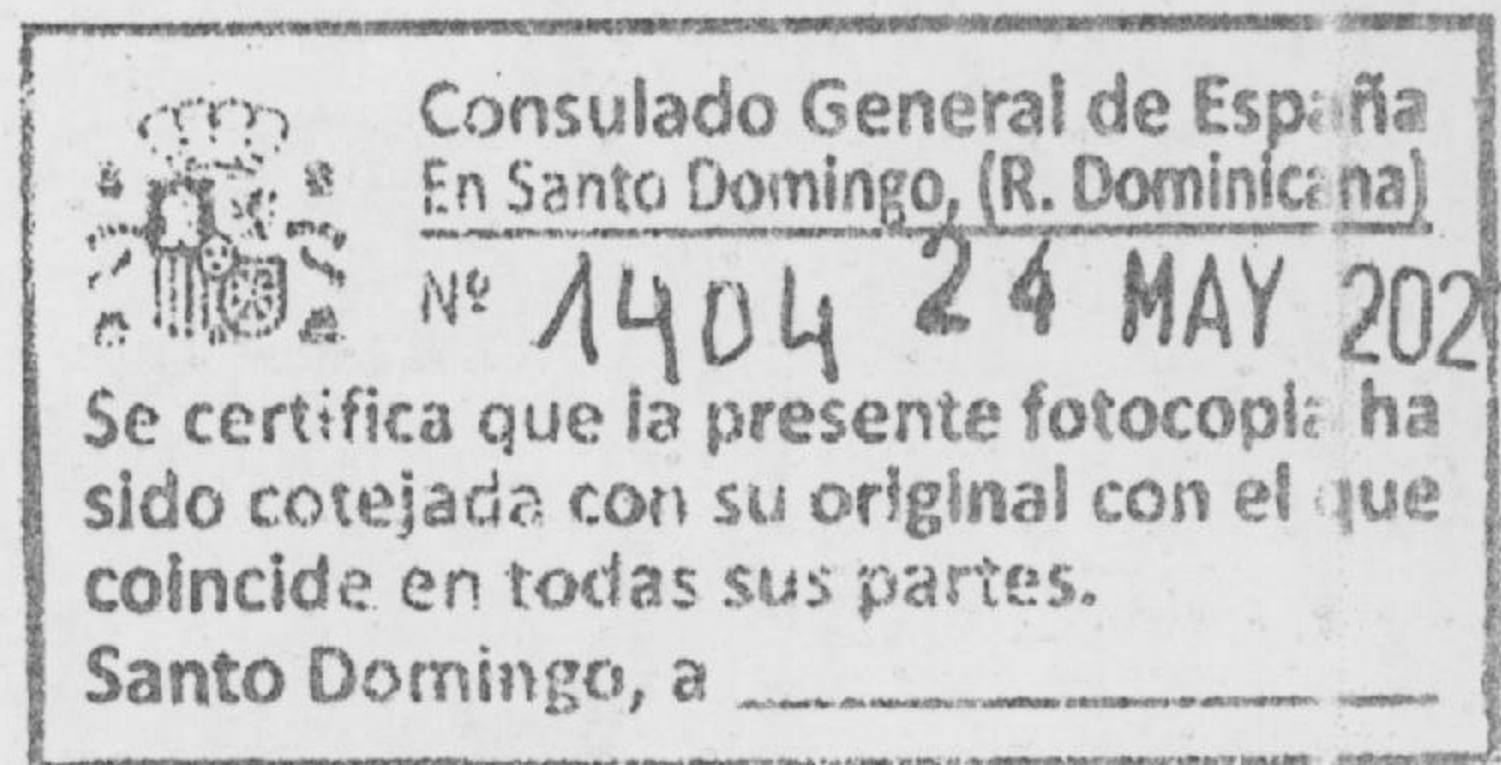 Consulado General de España
En Santo Domingo, (R. Dominicana)
Nº 1404 24 MAY 202
Se certifica que la presente fotocopia ha
sido cotejada con su original con el que
coincide en todas sus partes.
Santo Domingo, a